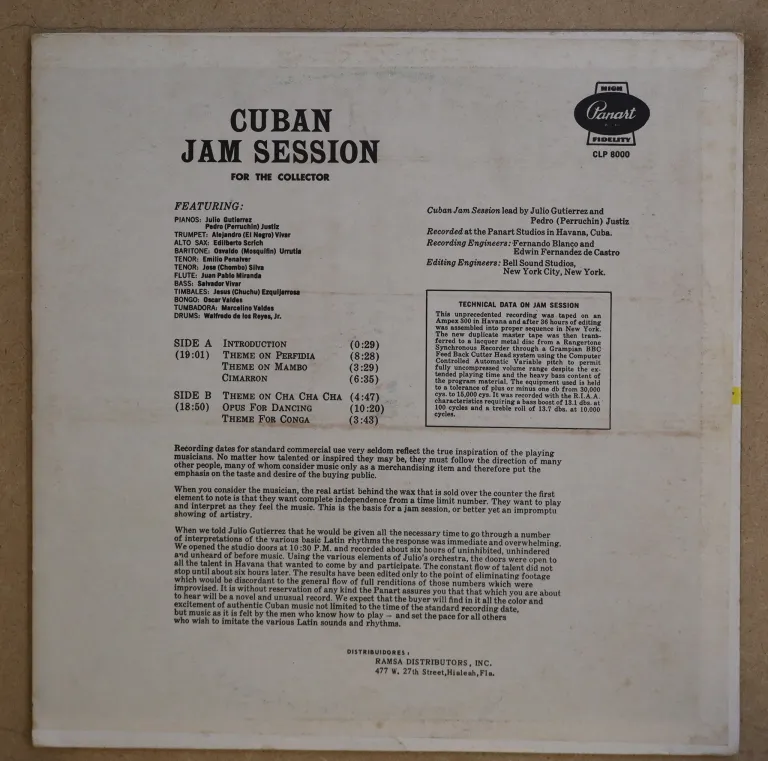 CUBAN
JAM SESSION
FOR THE COLLECTOR
HIGH
Panart
FIDELITY
CLP 8000
FEATURING:
PIANOS: Julio Gutierrez
Pedro (Perruchin) Justiz
TRUMPET: Alejandro (El Negro) Vivar
ALTO SAX: Edilberto Scrich
BARITONE: Osvaldo (Mosquifin) Urrutia
TENOR: Emilio Penalver
TENOR: Jose (Chombo) Silva
FLUTE: Juan Pablo Miranda
BASS: Salvador Vivar
TIMBALES: Jesus (Chuchu) Ezquijarrosa
BONGO: Oscar Valdes
TUMBADORA: Marcelino Valdes
DRUMS: Walfredo de los Reyes, Jr.
SIDE A INTRODUCTION (0:29)
(19:01) THEME ON PERFIDIA (8:28)
THEME ON MAMBO (3:29)
CIMARRON (6:35)
SIDE B THEME ON CHA CHA CHA (4:47)
(18:50) OPUS FOR DANCING (10:20)
THEME FOR CONGA (3:43)
Cuban Jam Session lead by Julio Gutierrez and
Pedro (Perruchin) Justiz
Recorded at the Panart Studios in Havana, Cuba.
Recording Engineers: Fernando Blanco and
Edwin Fernandez de Castro
Editing Engineers: Bell Sound Studios,
New York City, New York.
TECHNICAL DATA ON JAM SESSION
This unprecedented recording was taped on an
Ampex 300 in Havana and after 36 hours of editing
was assembled into proper sequence in New York.
The new duplicate master tape was then trans-
ferred to a lacquer metal disc from a Rangertone
Synchronous Recorder through a Grampian BBC
Feed Back Cutter Head system using the Computer
Controlled Automatic Variable pitch to permit
fully uncompressed volume range despite the ex-
tended playing time and the heavy bass content of
the program material. The equipment used is held
to a tolerance of plus or minus one db from 30,000
cys. to 15,000 cys. It was recorded with the R.I.A.A.
characteristics requiring a bass boost of 13.1 dbs. at
100 cycles and a treble roll of 13.7 dbs. at 10,000
cycles.
Recording dates for standard commercial use very seldom reflect the true inspiration of the playing
musicians. No matter how talented or inspired they may be, they must follow the direction of many
other people, many of whom consider music only as a merchandising item and therefore put the
emphasis on the taste and desire of the buying public.
When you consider the musician, the real artist behind the wax that is sold over the counter the first
element to note is that they want complete independence from a time limit number. They want to play
and interpret as they feel the music. This is the basis for a jam session, or better yet an impromptu
showing of artistry.
When we told Julio Gutierrez that he would be given all the necessary time to go through a number
of interpretations of the various basic Latin rhythms the response was immediate and overwhelming.
We opened the studio doors at 10:30 P.M. and recorded about six hours of uninhibited, unhindered
and unheard of before music. Using the various elements of Julio's orchestra, the doors were open to
all the talent in Havana that wanted to come by and participate. The constant flow of talent did not
stop until about six hours later. The results have been edited only to the point of eliminating footage
which would be discordant to the general flow of full renditions of those numbers which were
improvised. It is without reservation of any kind the Panart assures you that that which you are about
to hear will be a novel and unusual record. We expect that the buyer will find in it all the color and
excitement of authentic Cuban music not limited to the time of the standard recording date,
but music as it is felt by the men who know how to play — and set the pace for all others
who wish to imitate the various Latin sounds and rhythms.
DISTRIBUIDORES:
RAMSA DISTRIBUTORS, INC.
477 W. 27th Street, Hialeah, Fla.